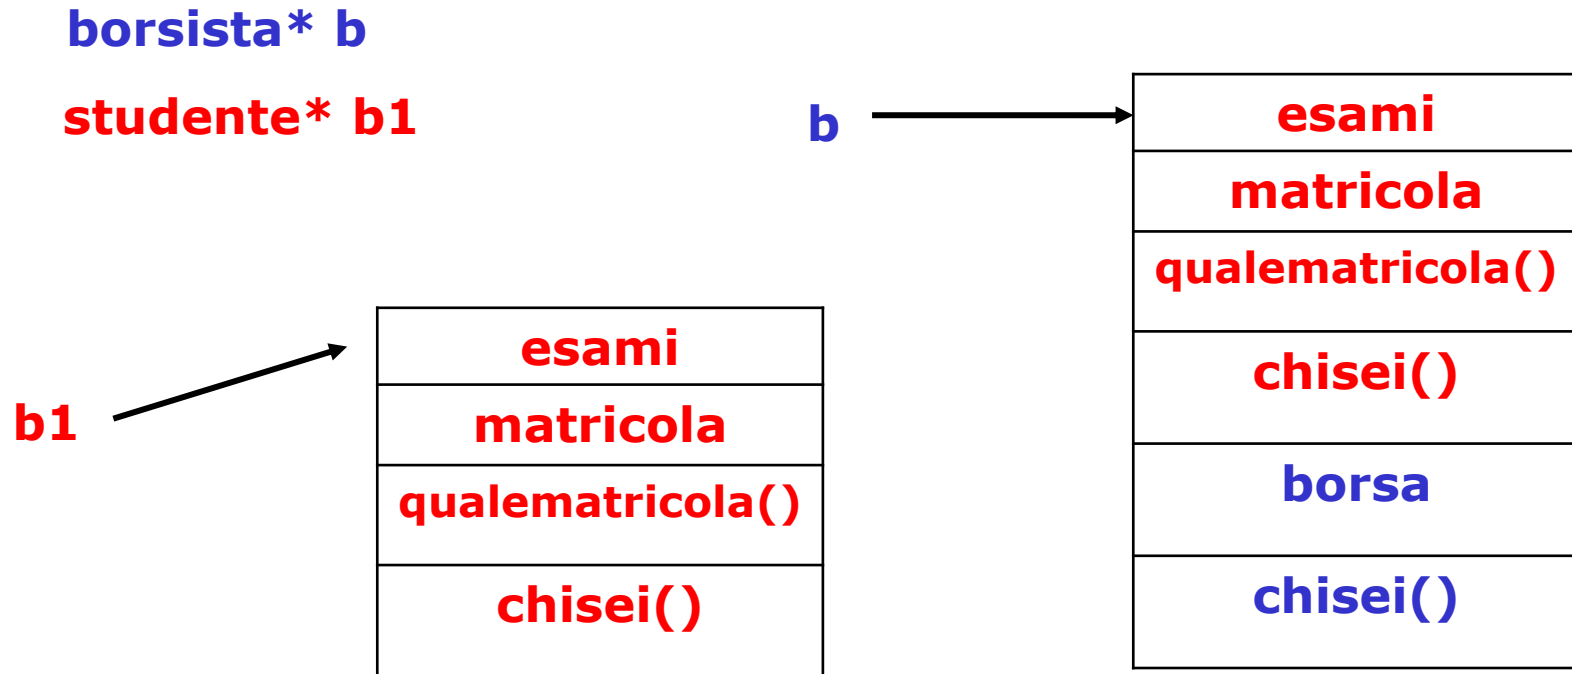 borsista* b
studente* b1
b
esami
matricola
qualematricola()
chisei()
borsa
chisei()
b1
esami
matricola
qualematricola()
chisei()